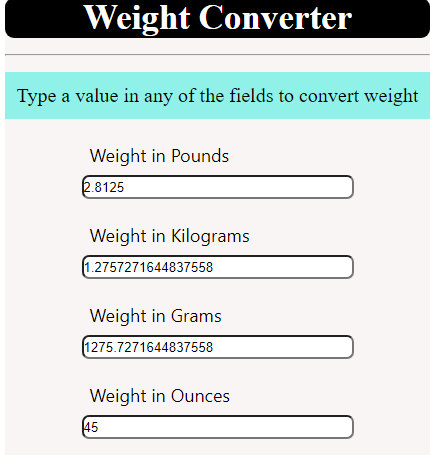 Weight Converter
Type a value in any of the fields to convert weight
Weight in Pounds
2.8125
Weight in Kilograms
1.2757271644837558
Weight in Grams
1275.7271644837558
Weight in Ounces
45